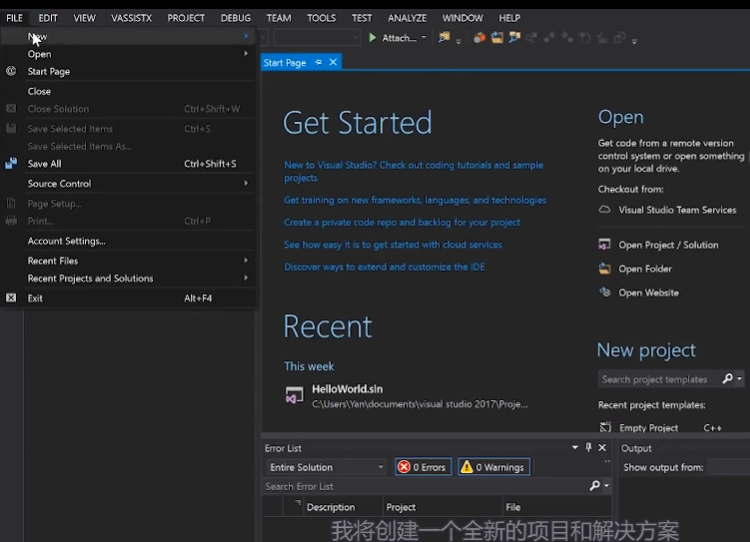 FILE EDIT VIEW VASSISTX PROJECT DEBUG TEAM TOOLS TEST ANALYZE WINDOW HELP
New
Attach...
Open
Start Page
Close
Close Solution Ctrl+Shift+W
Save Selected Items Ctrl+S
Save Selected Items As...
Save All Ctrl+Shift+S
Source Control
Page Setup...
Print... Ctrl+P
Account Settings...
Recent Files
Recent Projects and Solutions
Exit Alt+F4
Start Page
Get Started
New to Visual Studio? Check out coding tutorials and sample
projects
Get training on new frameworks, languages, and technologies
Create a private code repo and backlog for your project
See how easy it is to get started with cloud services
Discover ways to extend and customize the IDE
Recent
This week
HelloWorld.sln
C:\Users\Yan\documents\visual studio 2017\Proje...
Open
Get code from a remote version
control system or open something
on your local drive.
Checkout from:
Visual Studio Team Services
Open Project / Solution
Open Folder
Open Website
New project
Search project templates
Recent project templates:
Empty Project C++
Error List
Entire Solution 0 Errors 0 Warnings
Search Error List
Description Project File
Output
Show output from:
我将创建一个全新的项目和解决方案